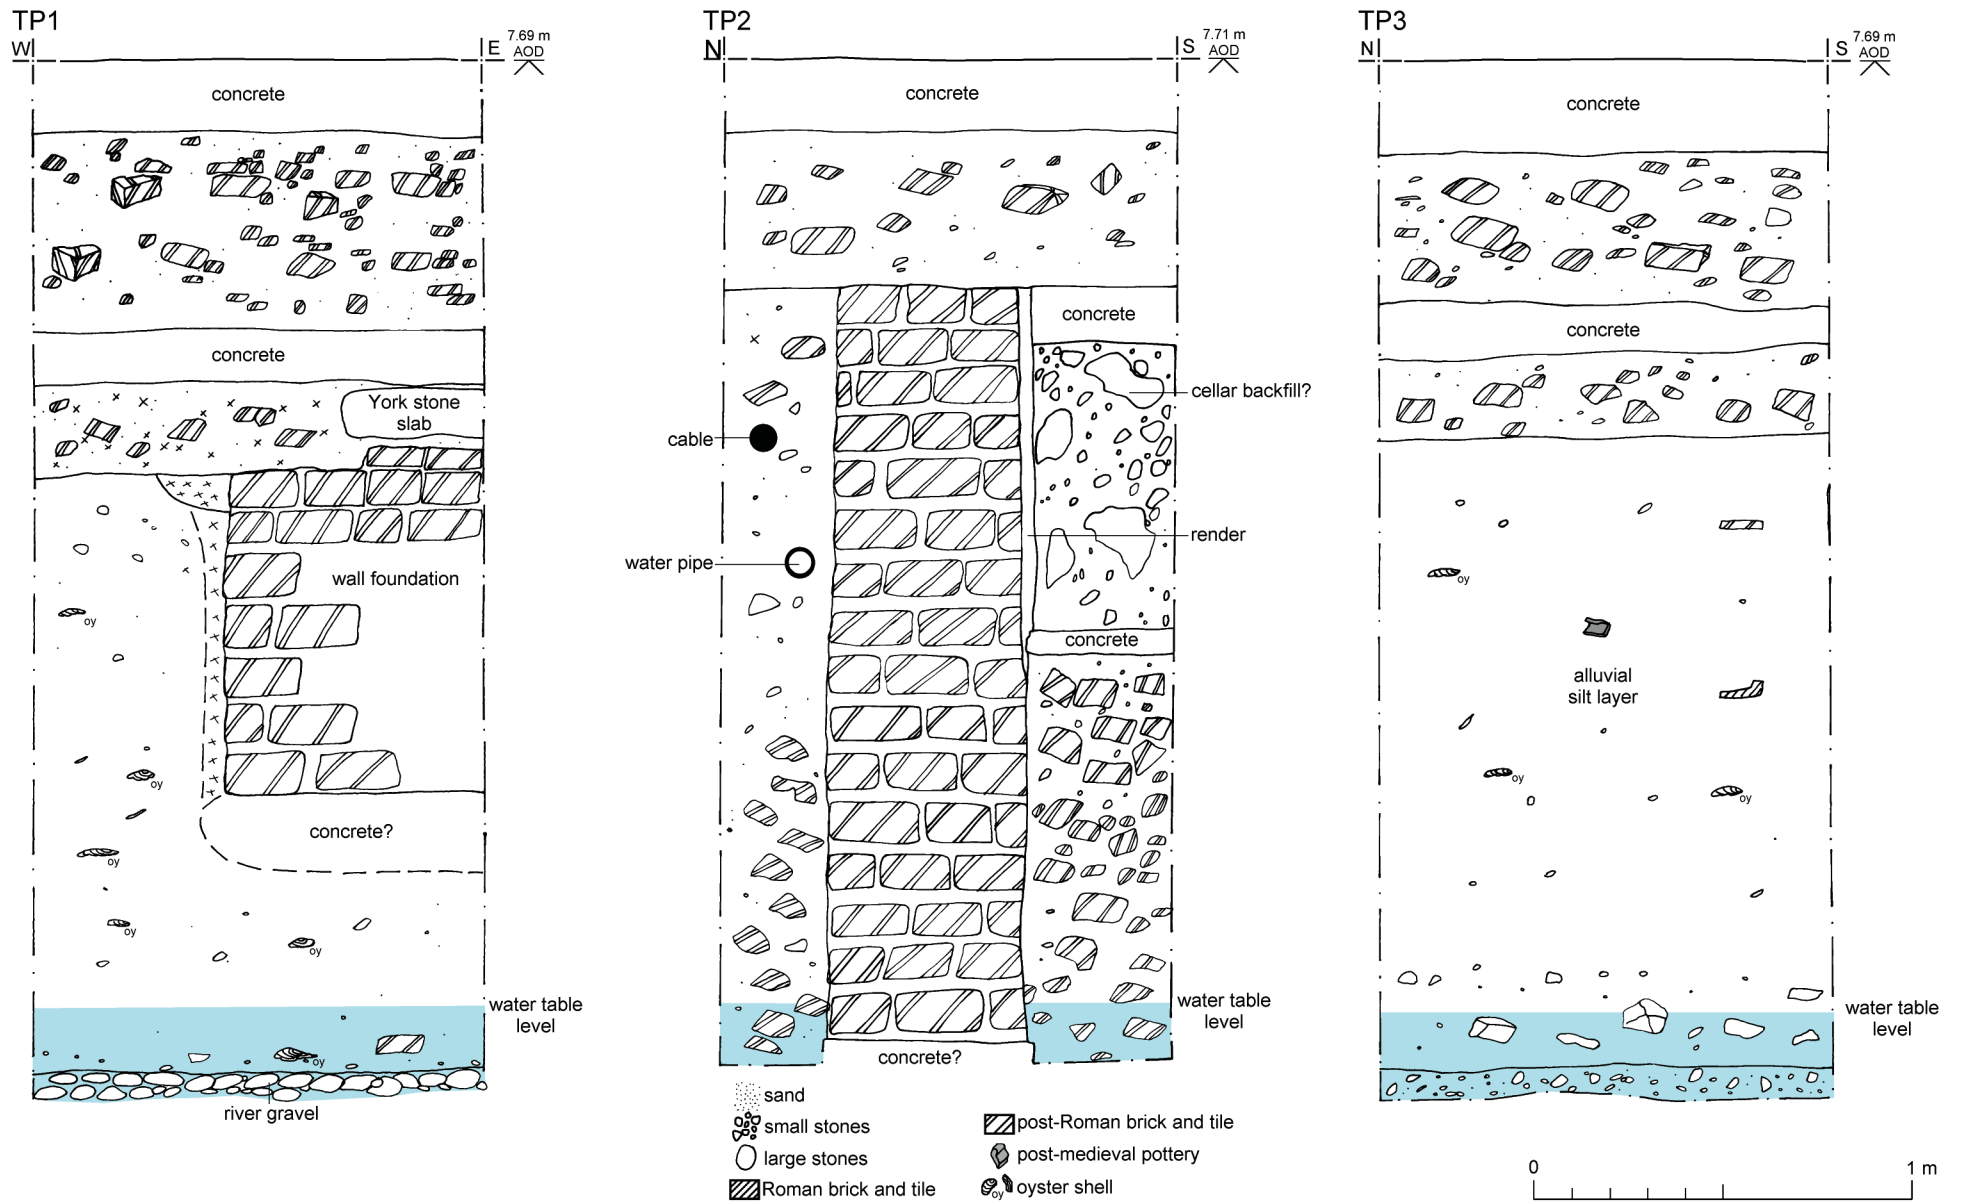 TP1
W
E
7.69 m
AOD
concrete
concrete
York stone
slab
wall foundation
oy
oy
concrete?
oy
oy
oy
water table
level
oy
river gravel
TP2
N
S
7.71 m
AOD
concrete
concrete
cellar backfill?
cable
render
water pipe
concrete
water table
level
concrete?
TP3
N
S
7.69 m
AOD
concrete
concrete
oy
alluvial
silt layer
oy
oy
water table
level
sand
small stones
large stones
Roman brick and tile
post-Roman brick and tile
post-medieval pottery
oy
oyster shell
0
1 m